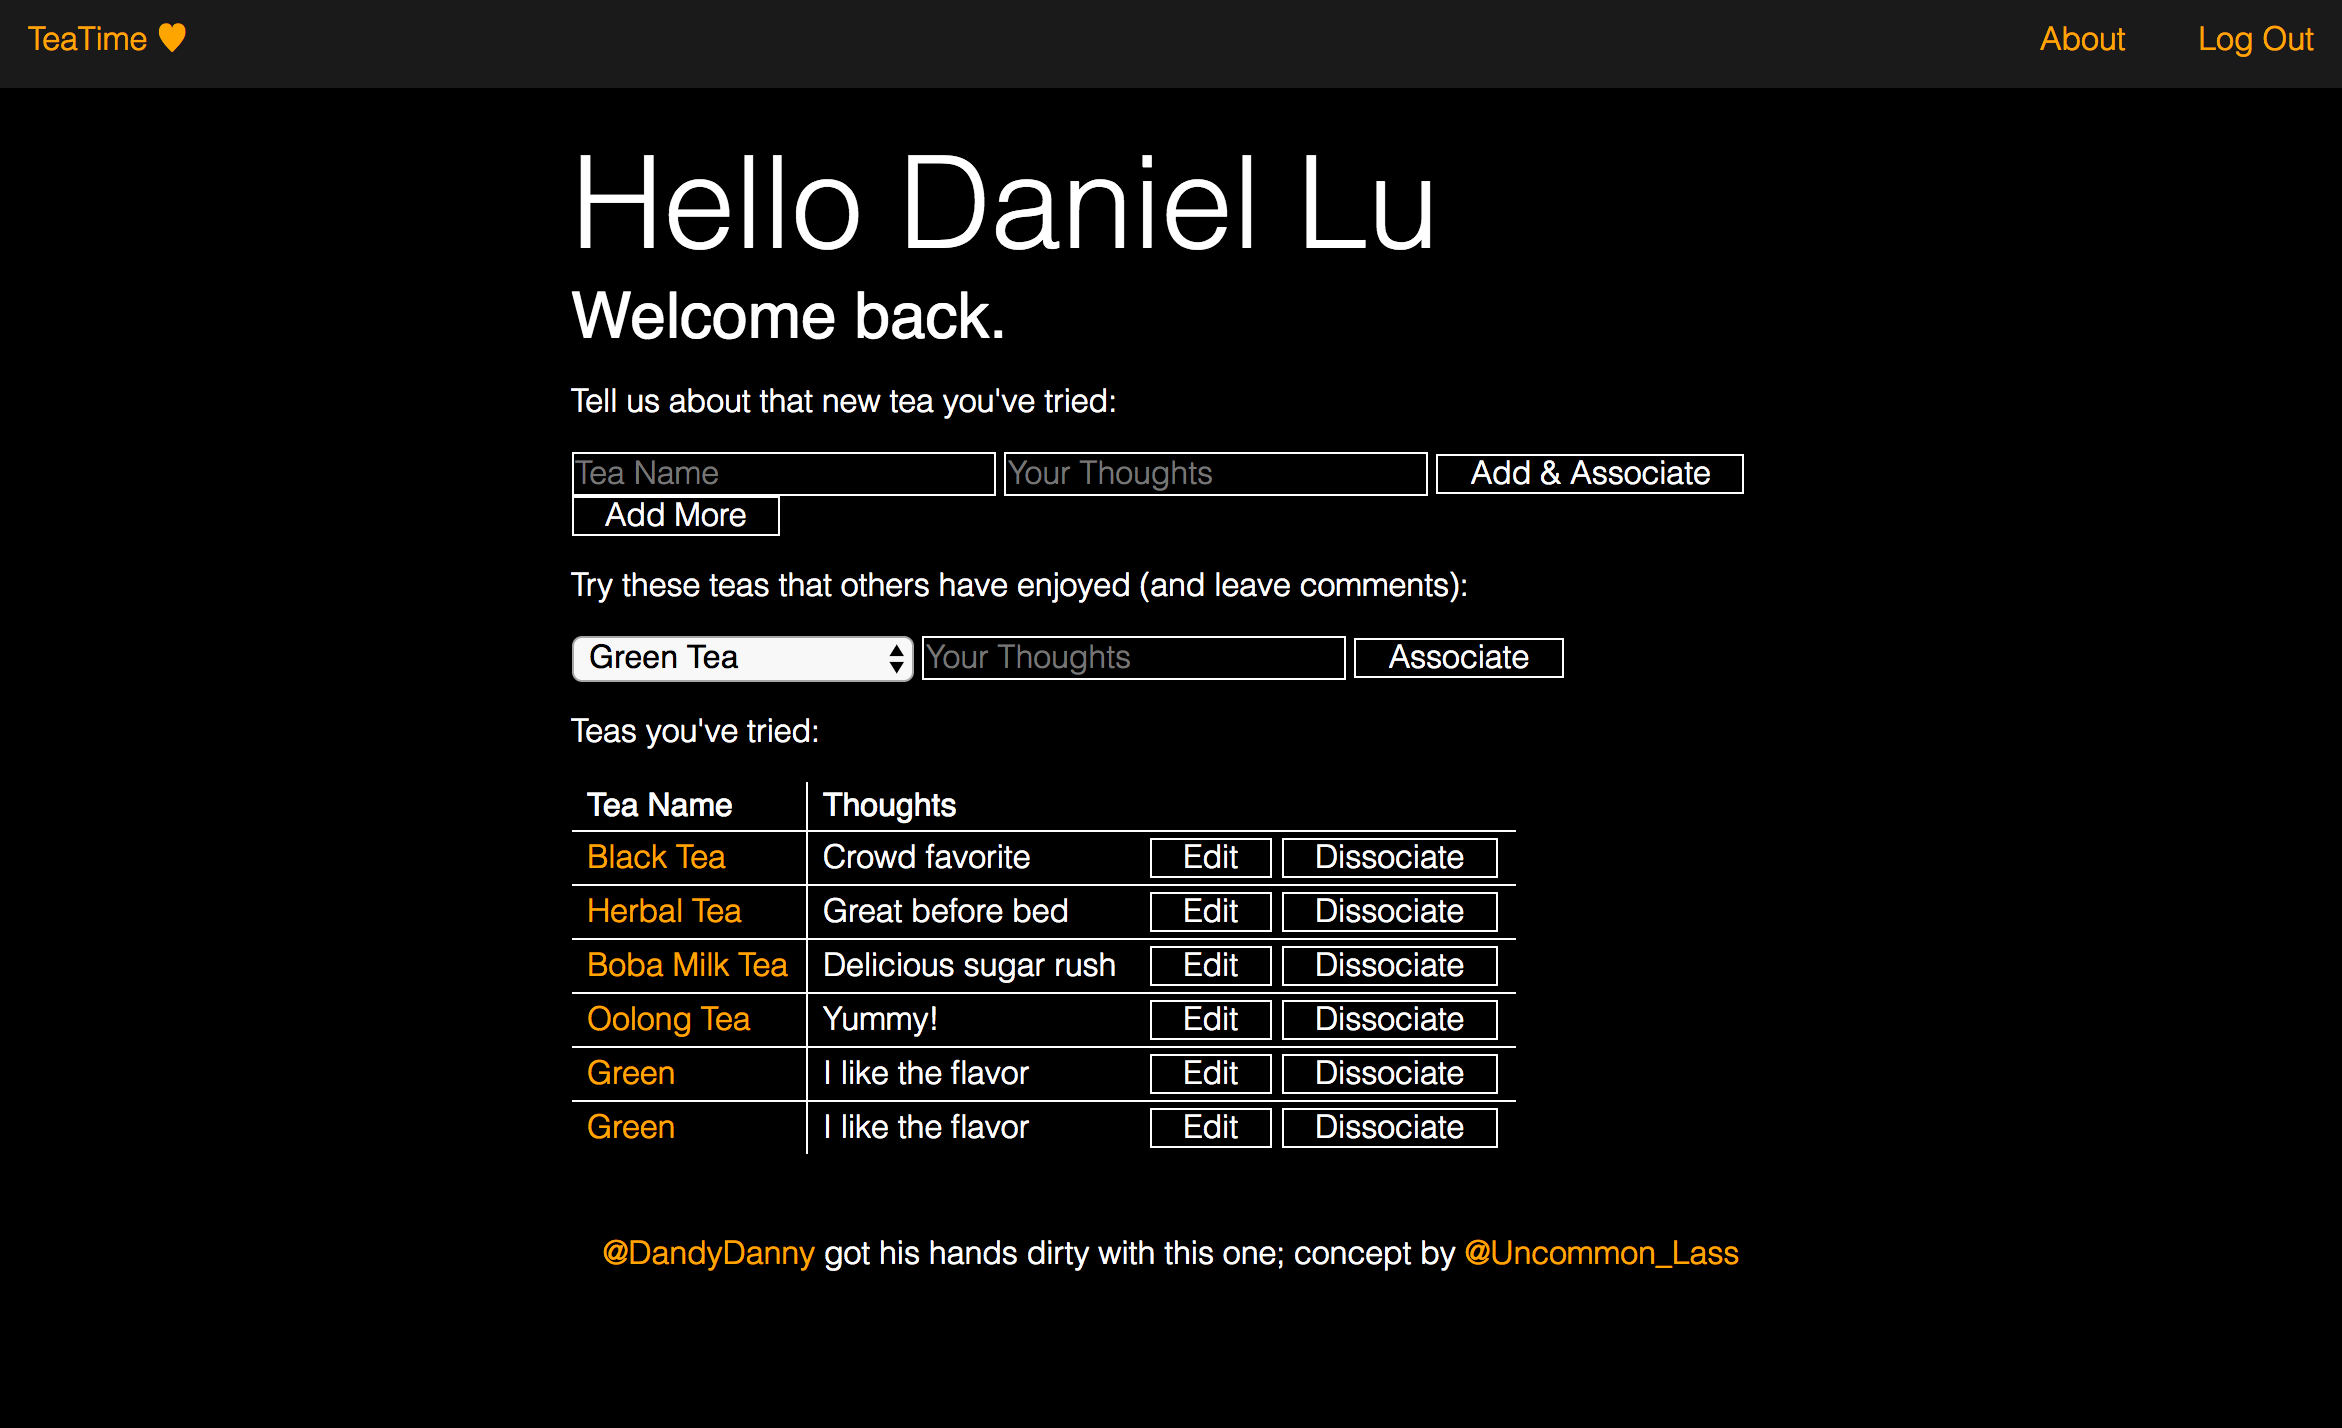 TeaTime ♥ About Log Out
Hello Daniel Lu
Welcome back.
Tell us about that new tea you've tried:
Tea Name Your Thoughts Add & Associate
Add More
Try these teas that others have enjoyed (and leave comments):
Green Tea Your Thoughts Associate
Teas you've tried:
Tea Name Thoughts
Black Tea Crowd favorite Edit Dissociate
Herbal Tea Great before bed Edit Dissociate
Boba Milk Tea Delicious sugar rush Edit Dissociate
Oolong Tea Yummy! Edit Dissociate
Green I like the flavor Edit Dissociate
Green I like the flavor Edit Dissociate
@DandyDanny got his hands dirty with this one; concept by @Uncommon_Lass